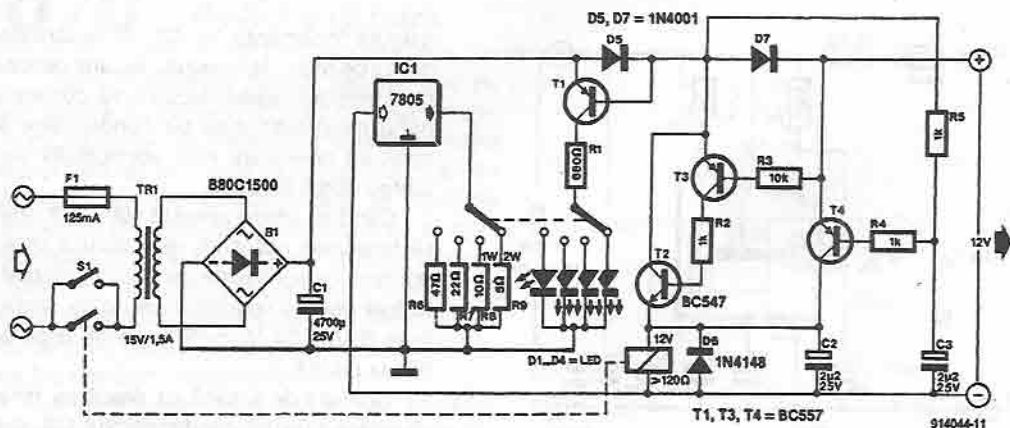 D5, D7 = 1N4001
D5
D7
IC1
7805
T1
R1
680Ω
R5
1k
F1
125mA
TR1
B80C1500
B1
S1
15V/1,5A
C1
4700µ
25V
1W
2W
R6
47Ω
22Ω
R7
10Ω
R8
8Ω
R9
D1...D4 = LED
T3
R3
10k
R2
1k
T2
BC547
T4
R4
1k
12V
12V
>120Ω
D6
1N4148
C2
2µ2
25V
C3
2µ2
25V
T1, T3, T4 = BC557
914044-11